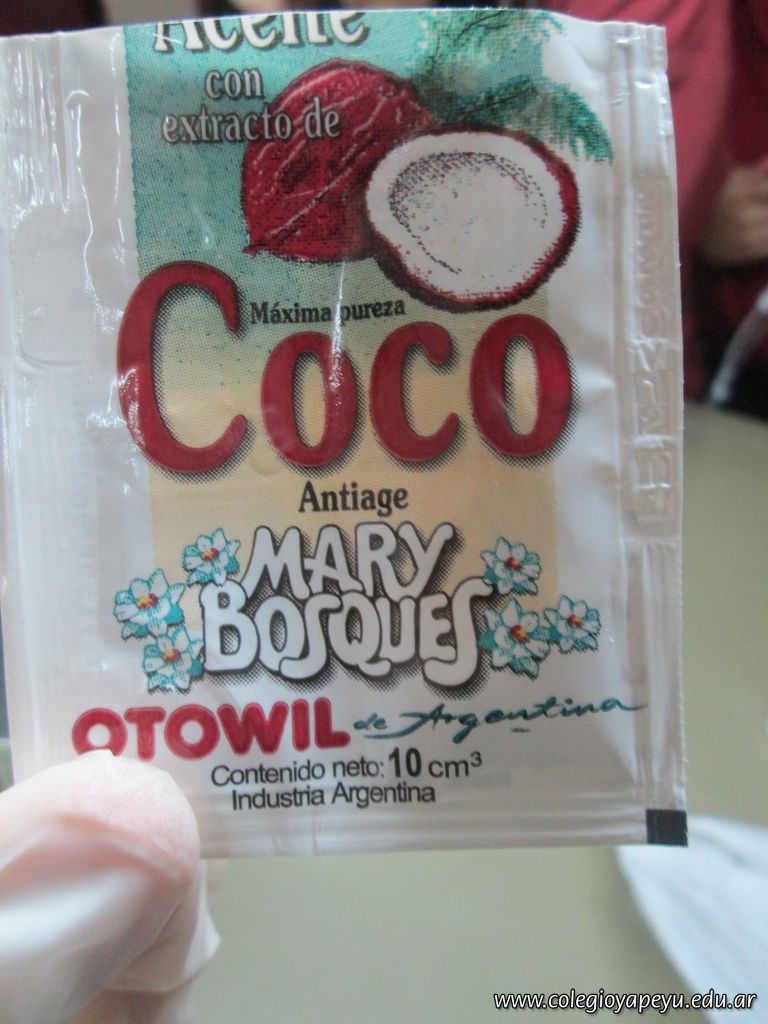 Aceite
con
extracto de
Máxima pureza
Coco
Antiage
MARY
BOSQUES
OTOWIL de Argentina
Contenido neto: 10 cm³
Industria Argentina
www.colegioyapeyu.edu.ar